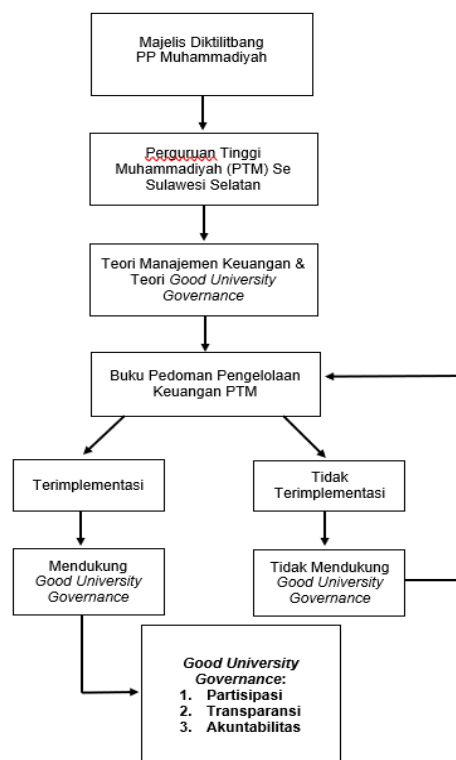 Majelis Diktilitbang
PP Muhammadiyah
Perguruan Tinggi
Muhammadiyah (PTM) Se
Sulawesi Selatan
Teori Manajemen Keuangan &
Teori Good University
Governance
Buku Pedoman Pengelolaan
Keuangan PTM
Terimplementasi
Tidak
Terimplementasi
Mendukung
Good University
Governance
Tidak Mendukung
Good University
Governance
Good University
Governance:
1. Partisipasi
2. Transparansi
3. Akuntabilitas